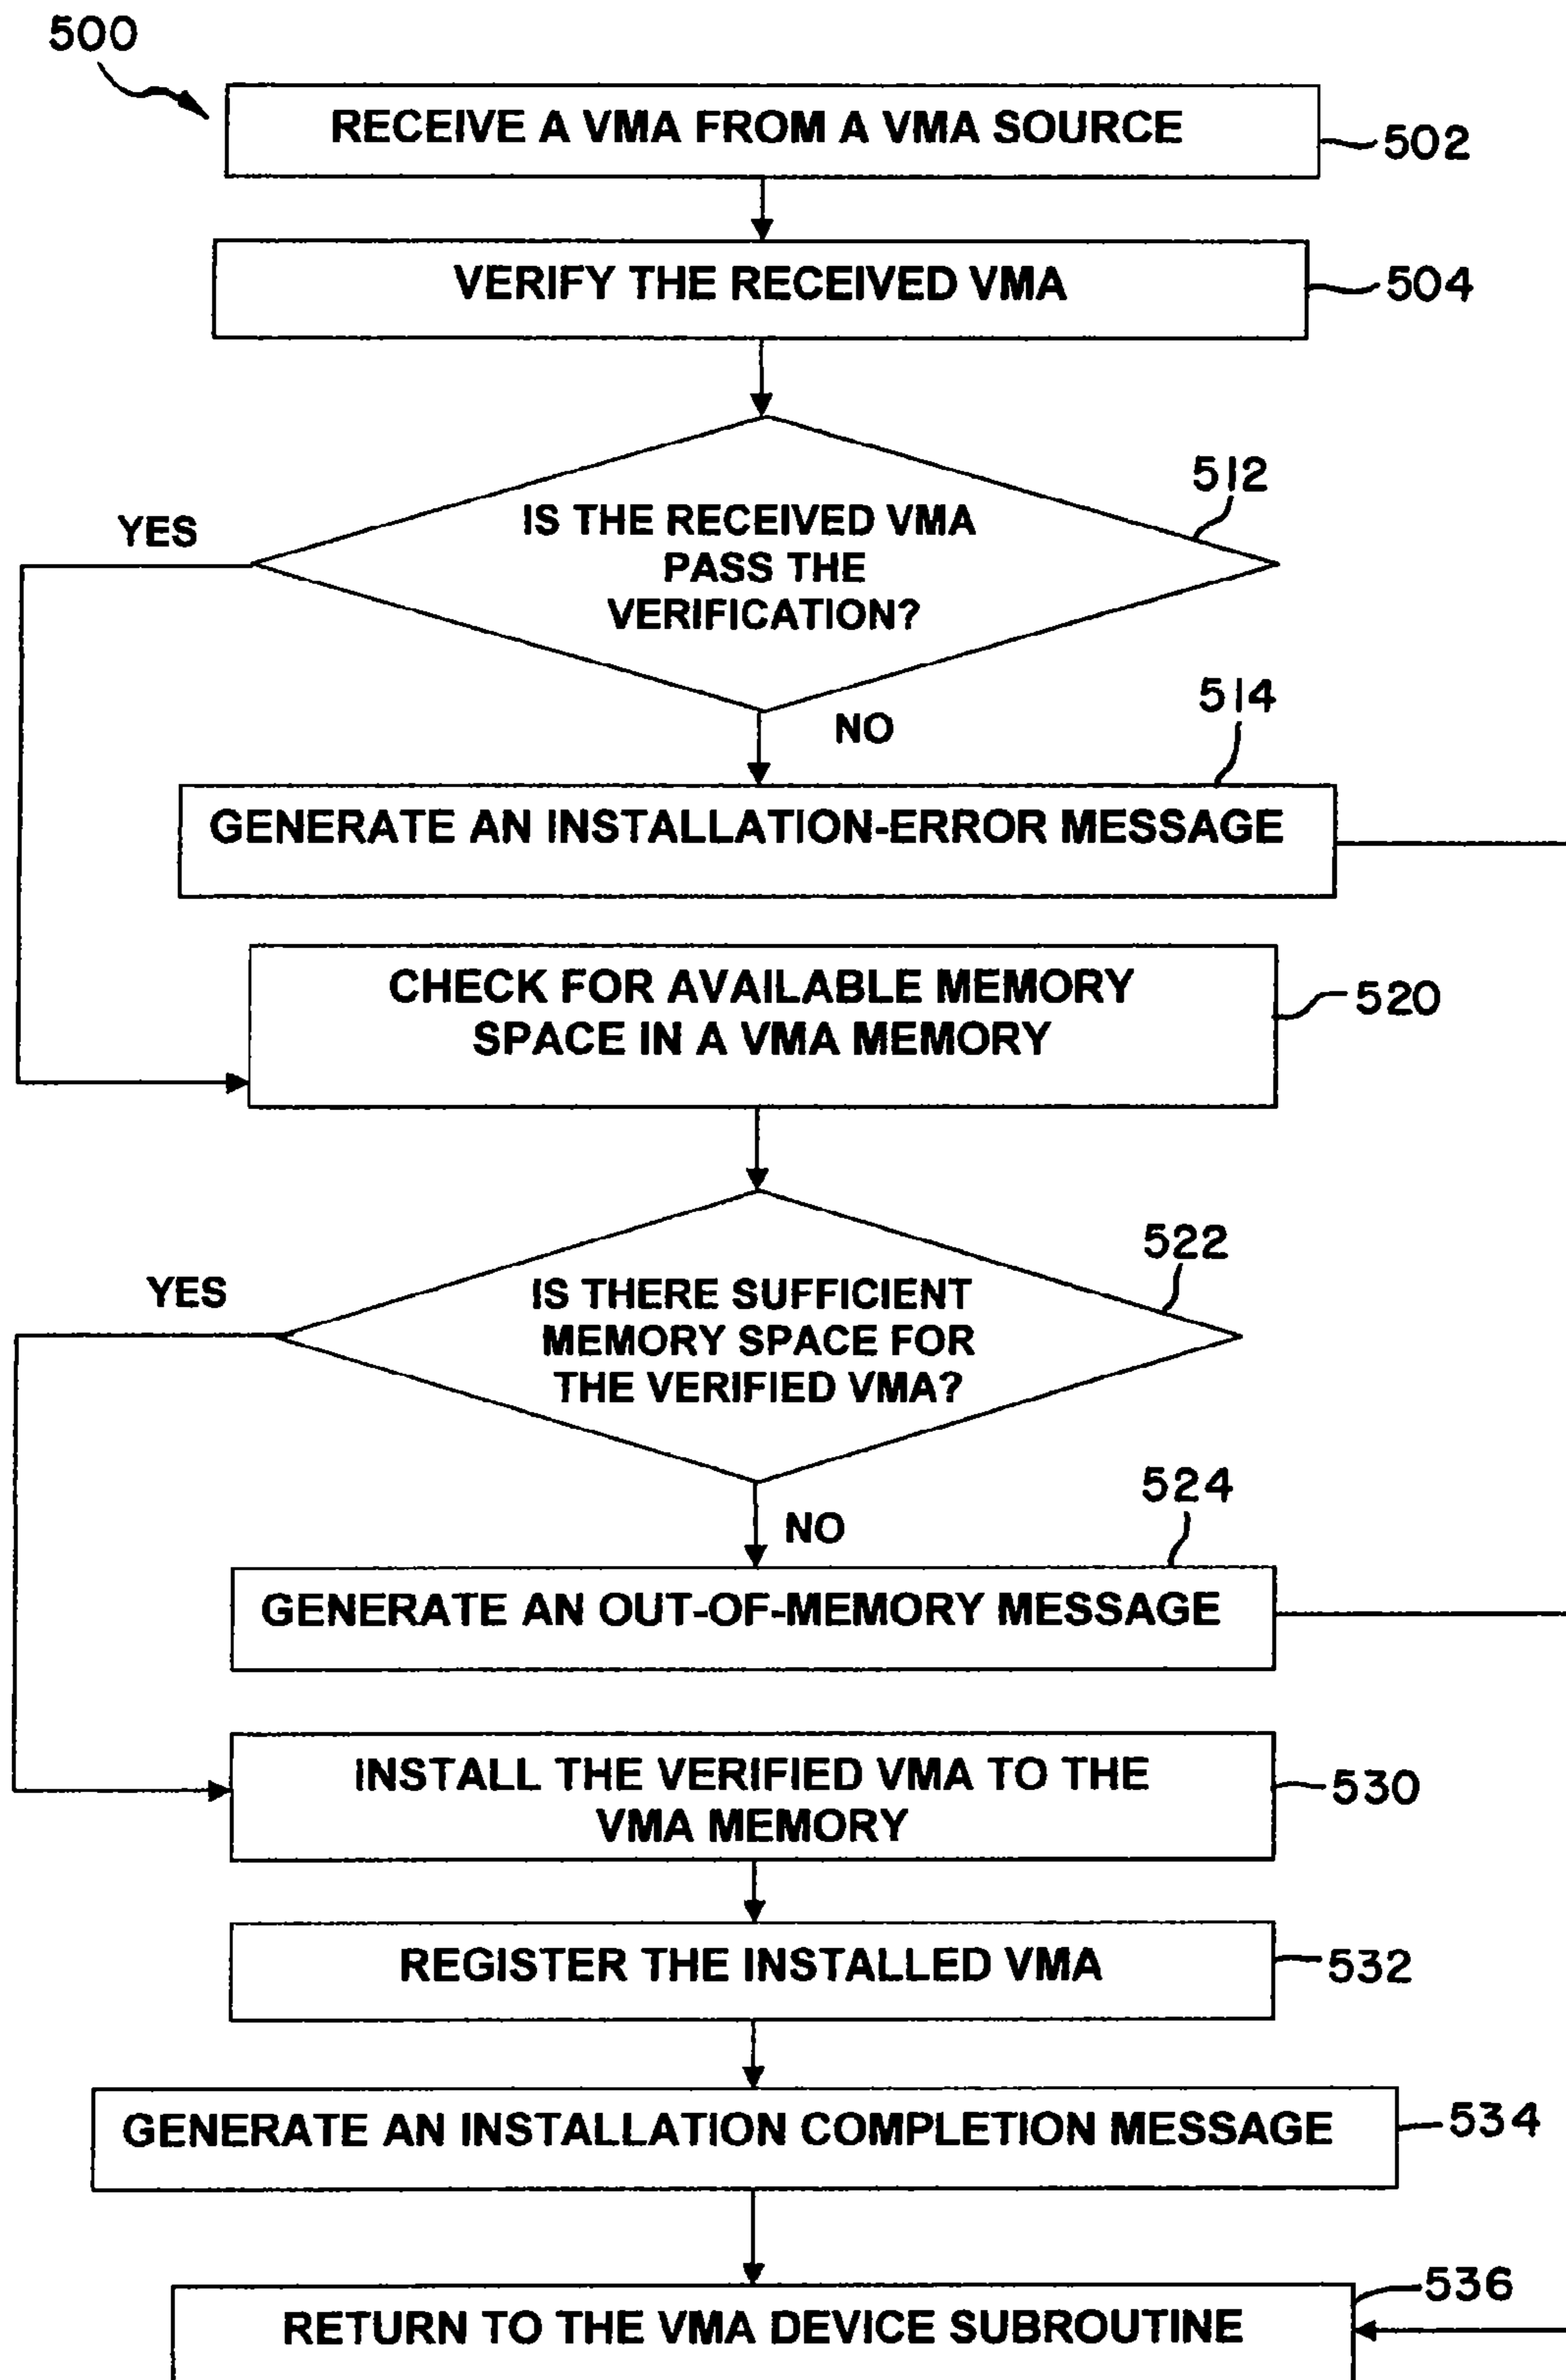 500
RECEIVE A VMA FROM A VMA SOURCE
502
VERIFY THE RECEIVED VMA
504
512
YES
IS THE RECEIVED VMA
PASS THE
VERIFICATION?
514
NO
GENERATE AN INSTALLATION-ERROR MESSAGE
CHECK FOR AVAILABLE MEMORY
SPACE IN A VMA MEMORY
520
522
YES
IS THERE SUFFICIENT
MEMORY SPACE FOR
THE VERIFIED VMA?
524
NO
GENERATE AN OUT-OF-MEMORY MESSAGE
INSTALL THE VERIFIED VMA TO THE
VMA MEMORY
530
REGISTER THE INSTALLED VMA
532
GENERATE AN INSTALLATION COMPLETION MESSAGE
534
536
RETURN TO THE VMA DEVICE SUBROUTINE